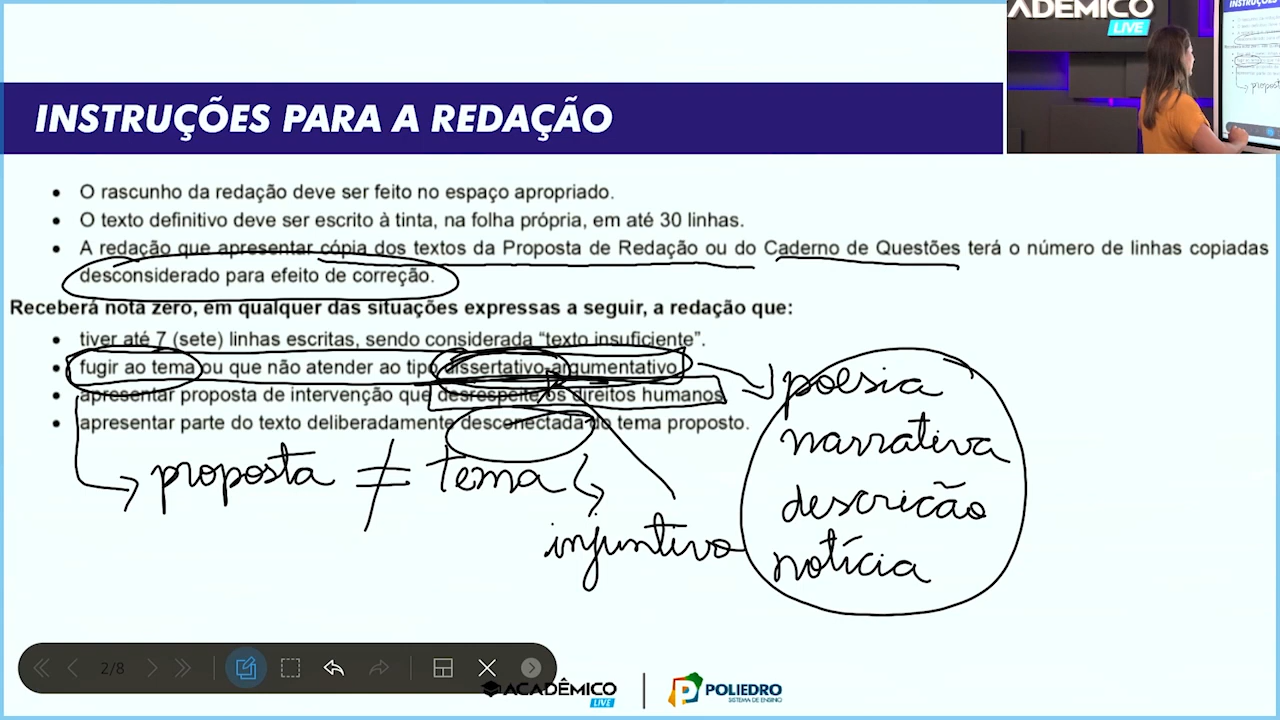 ADÊMICO
LIVE
INSTRUÇÕES PARA A REDAÇÃO
• O rascunho da redação deve ser feito no espaço apropriado.
• O texto definitivo deve ser escrito à tinta, na folha própria, em até 30 linhas.
• A redação que apresentar cópia dos textos da Proposta de Redação ou do Caderno de Questões terá o número de linhas copiadas
desconsiderado para efeito de correção.
Receberá nota zero, em qualquer das situações expressas a seguir, a redação que:
• tiver até 7 (sete) linhas escritas, sendo considerada “texto insuficiente”.
• fugir ao tema ou que não atender ao tipo dissertativo-argumentativo.
• apresentar proposta de intervenção que desrespeite os direitos humanos.
• apresentar parte do texto deliberadamente desconectada do tema proposto.
proposta ≠ tema
injuntivo
poesia
narrativa
descrição
notícia
2/8
ACADÊMICO
LIVE
POLIEDRO
SISTEMA DE ENSINO